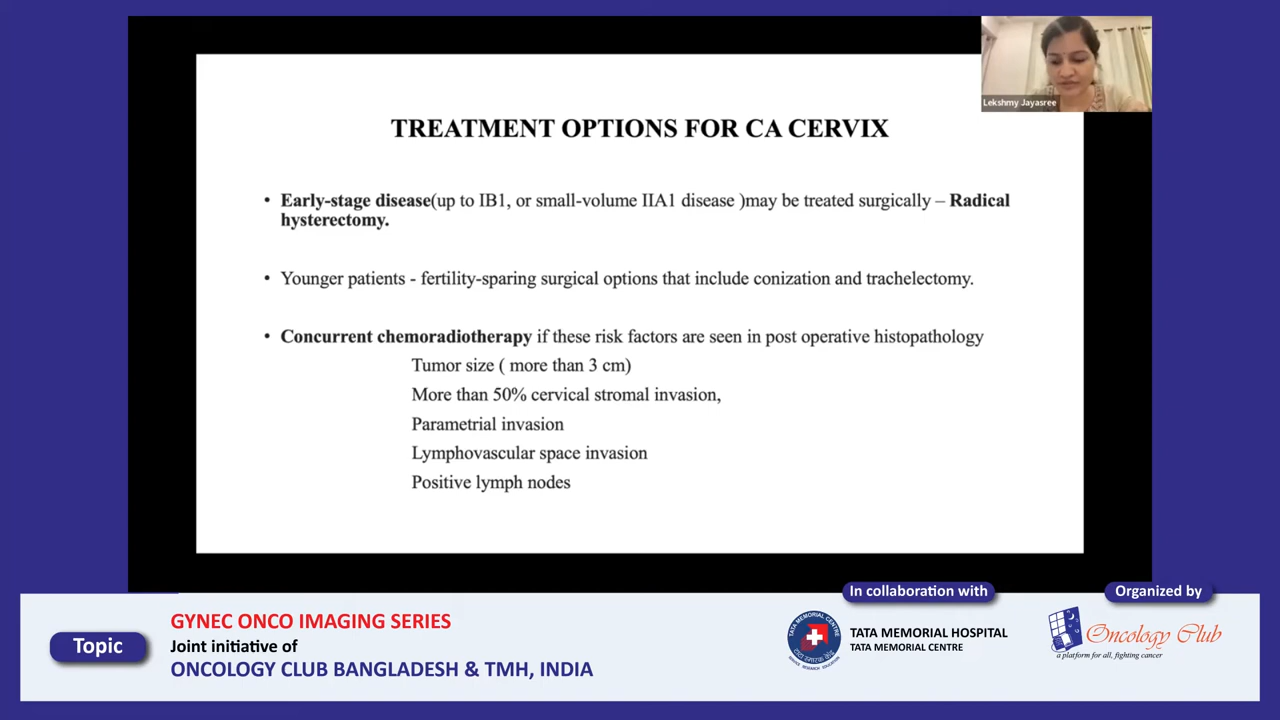 Lekshmy Jayasree
TREATMENT OPTIONS FOR CA CERVIX
• Early-stage disease(up to IB1, or small-volume IIA1 disease )may be treated surgically – Radical
hysterectomy.
• Younger patients - fertility-sparing surgical options that include conization and trachelectomy.
• Concurrent chemoradiotherapy if these risk factors are seen in post operative histopathology
Tumor size ( more than 3 cm)
More than 50% cervical stromal invasion,
Parametrial invasion
Lymphovascular space invasion
Positive lymph nodes
In collaboration with
Organized by
Topic
GYNEC ONCO IMAGING SERIES
Joint initiative of
ONCOLOGY CLUB BANGLADESH & TMH, INDIA
TATA MEMORIAL CENTRE
TATA MEMORIAL HOSPITAL
TATA MEMORIAL CENTRE
Oncology Club
a platform for all, fighting cancer